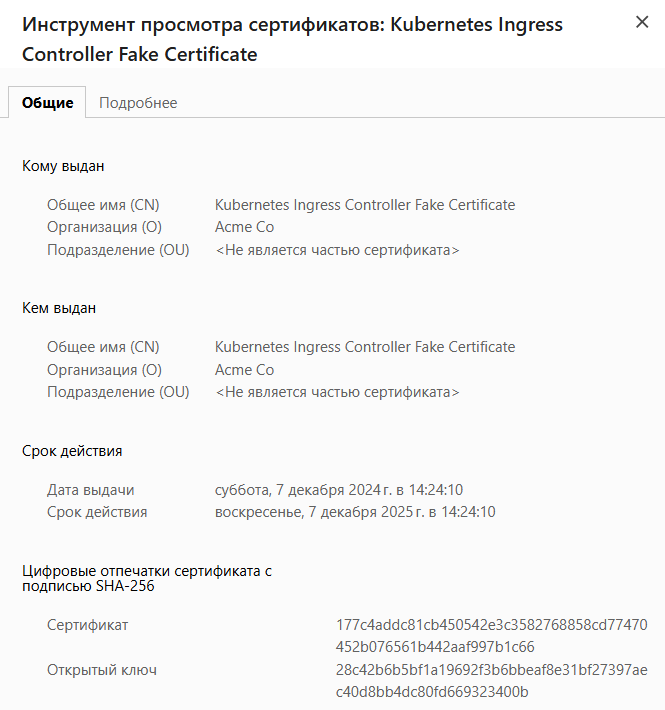 Инструмент просмотра сертификатов: Kubernetes Ingress
Controller Fake Certificate
Общие
Подробнее
Кому выдан
Общее имя (CN) Kubernetes Ingress Controller Fake Certificate
Организация (O) Acme Co
Подразделение (OU) <Не является частью сертификата>
Кем выдан
Общее имя (CN) Kubernetes Ingress Controller Fake Certificate
Организация (O) Acme Co
Подразделение (OU) <Не является частью сертификата>
Срок действия
Дата выдачи суббота, 7 декабря 2024 г. в 14:24:10
Срок действия воскресенье, 7 декабря 2025 г. в 14:24:10
Цифровые отпечатки сертификата с
подписью SHA-256
Сертификат 177c4addc81cb450542e3c3582768858cd77470
452b076561b442aaf997b1c66
Открытый ключ 28c42b6b5bf1a19692f3b6bbeaf8e31bf27397ae
c40d8bb4dc80fd669323400b